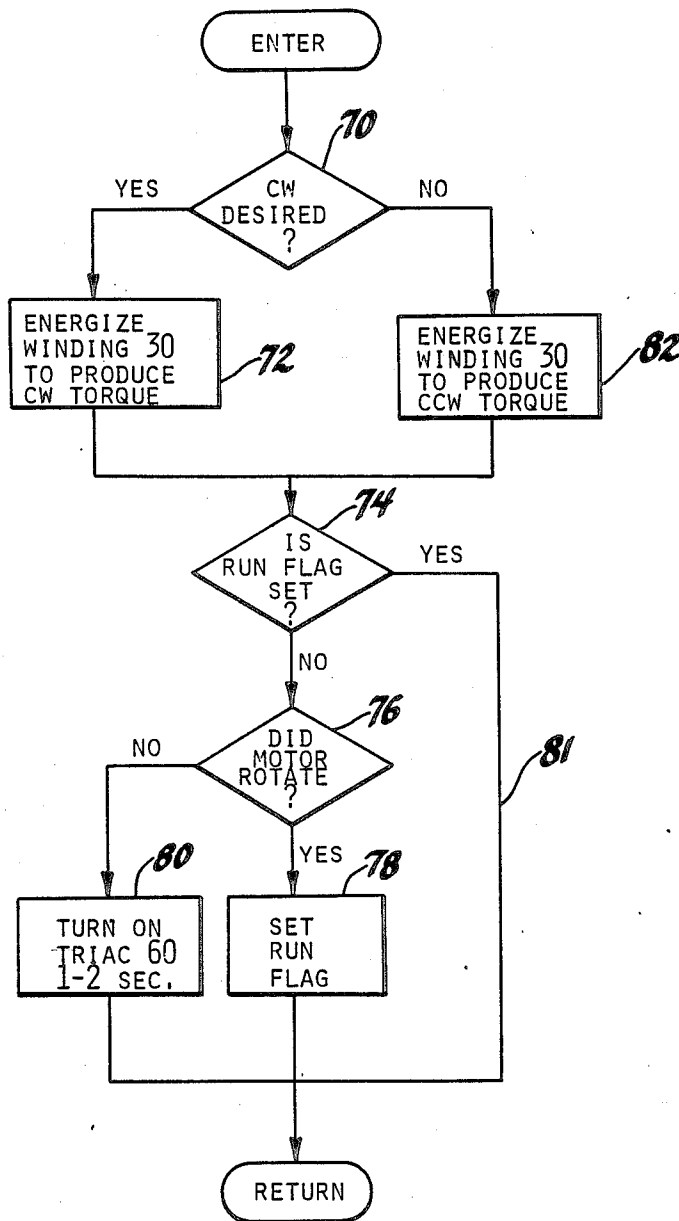 ENTER
70
YES
CW
DESIRED
?
NO
ENERGIZE
WINDING 30
TO PRODUCE
CW TORQUE
72
ENERGIZE
WINDING 30
TO PRODUCE
CCW TORQUE
82
74
IS
RUN FLAG
SET
?
YES
NO
76
DID
MOTOR
ROTATE
?
NO
81
YES
80
78
TURN ON
TRIAC 60
1-2 SEC.
SET
RUN
FLAG
RETURN